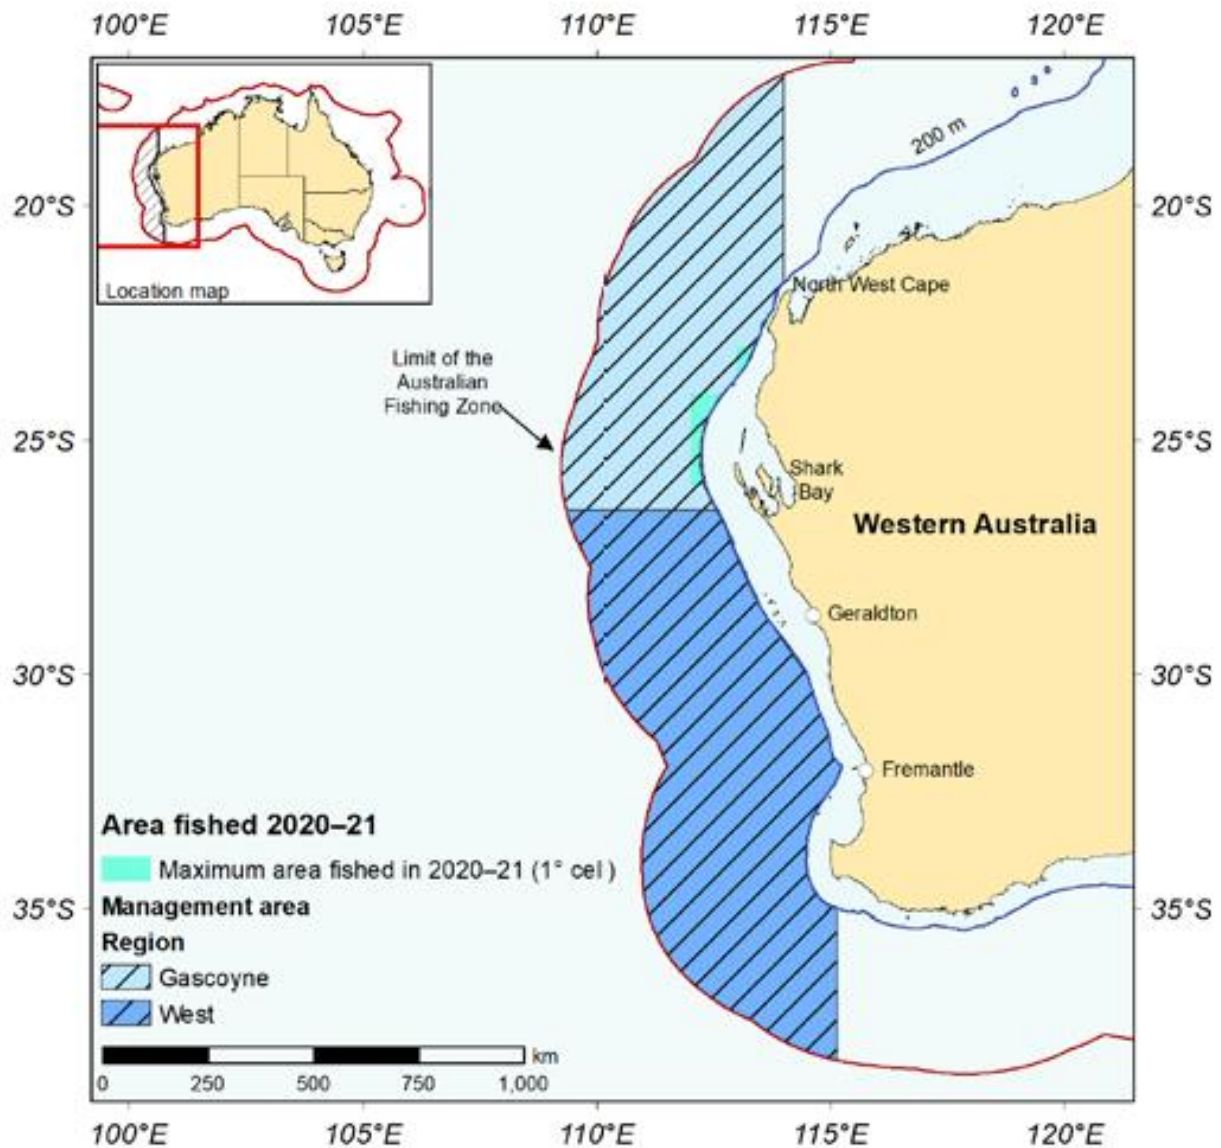 100°E 105°E 110°E 115°E 120°E
200 m
20°S 20°S
Location map
North West Cape
Limit of the
Australian
Fishing Zone
25°S 25°S
Shark
Bay
Western Australia
Geraldton
30°S 30°S
Fremantle
Area fished 2020–21
Maximum area fished in 2020–21 (1° cel )
Management area
35°S 35°S
Region
Gascoyne
West
km
0 250 500 750 1,000
100°E 105°E 110°E 115°E 120°E